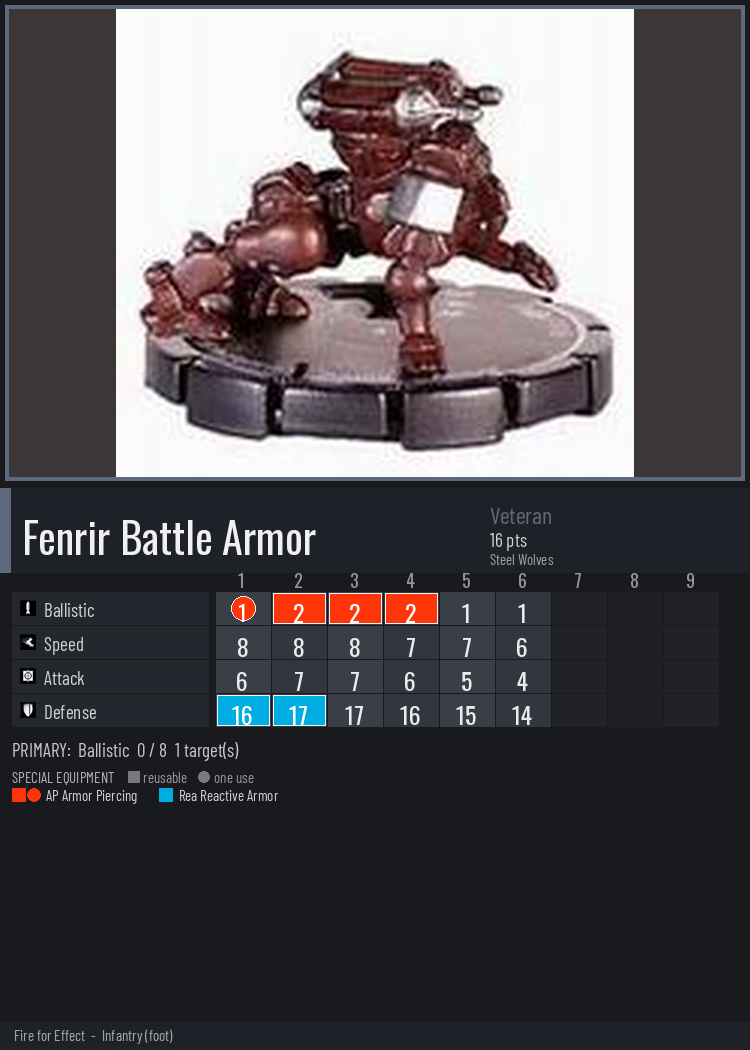 Fenrir Battle Armor
Veteran
16 pts
Steel Wolves
1 2 3 4 5 6 7 8 9
Ballistic 1 2 2 2 1 1
Speed 8 8 8 7 7 6
Attack 6 7 7 6 5 4
Defense 16 17 17 16 15 14
PRIMARY: Ballistic 0 / 8 1 target(s)
SPECIAL EQUIPMENT reusable one use
AP Armor Piercing Rea Reactive Armor
Fire for Effect - Infantry (foot)